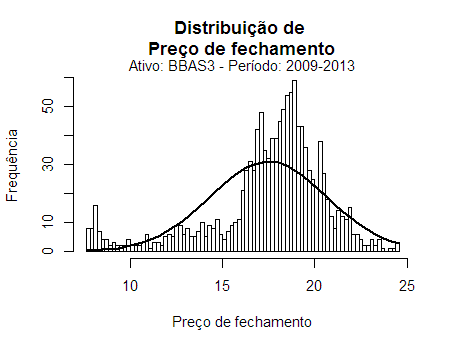 Distribuição de
Preço de fechamento
Ativo: BBAS3 - Período: 2009-2013
Frequência
50
30
10
0
10
15
20
25
Preço de fechamento